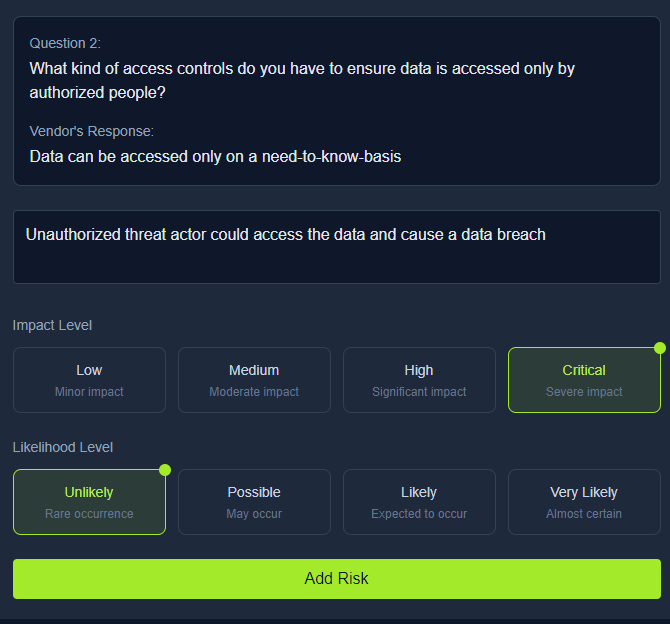 Question 2:
What kind of access controls do you have to ensure data is accessed only by
authorized people?
Vendor's Response:
Data can be accessed only on a need-to-know-basis
Unauthorized threat actor could access the data and cause a data breach
Impact Level
Low
Minor impact
Medium
Moderate impact
High
Significant impact
Critical
Severe impact
Likelihood Level
Unlikely
Rare occurrence
Possible
May occur
Likely
Expected to occur
Very Likely
Almost certain
Add Risk